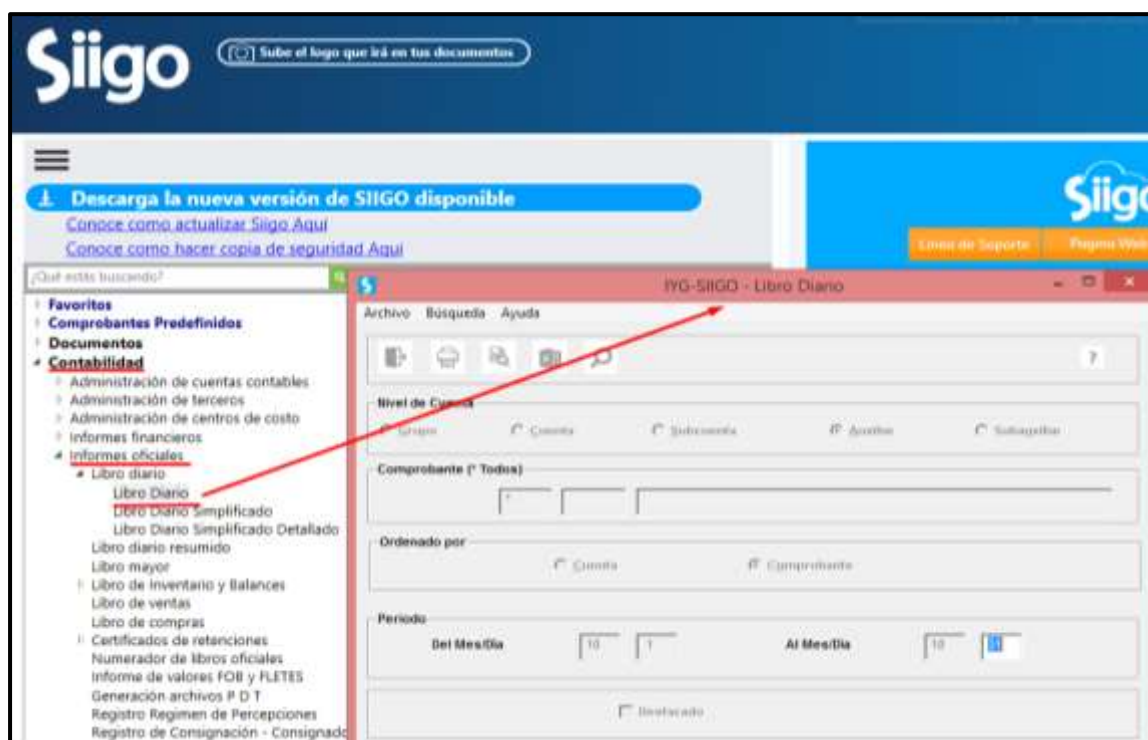 Siigo
Sube el logo que irá en tus documentos
Descarga la nueva versión de SIIGO disponible
Conoce como actualizar Siigo Aquí
Conoce como hacer copia de seguridad Aquí
Siigo
Línea de Soporte
Página Web
¿Qué estás buscando?
Favoritos
Comprobantes Predefinidos
Documentos
Contabilidad
Administración de cuentas contables
Administración de terceros
Administración de centros de costo
Informes financieros
Informes oficiales
Libro diario
Libro Diario
Libro Diario Simplificado
Libro Diario Simplificado Detallado
Libro diario resumido
Libro mayor
Libro de Inventario y Balances
Libro de ventas
Libro de compras
Certificados de retenciones
Numerador de libros oficiales
Informe de valores FOB y FLETES
Generación archivos P D T
Registro Regimen de Percepciones
Registro de Consignación - Consignado
IYG-SIIGO - Libro Diario
Archivo Búsqueda Ayuda
?
Nivel de Cuenta
Grupo Cuenta Subcuenta Auxiliar Subauxiliar
Comprobante (* Todos)
*
Ordenado por
Cuenta Comprobante
Periodo
Del Mes/Dia 10 1 Al Mes/Dia 10 31
Destacado